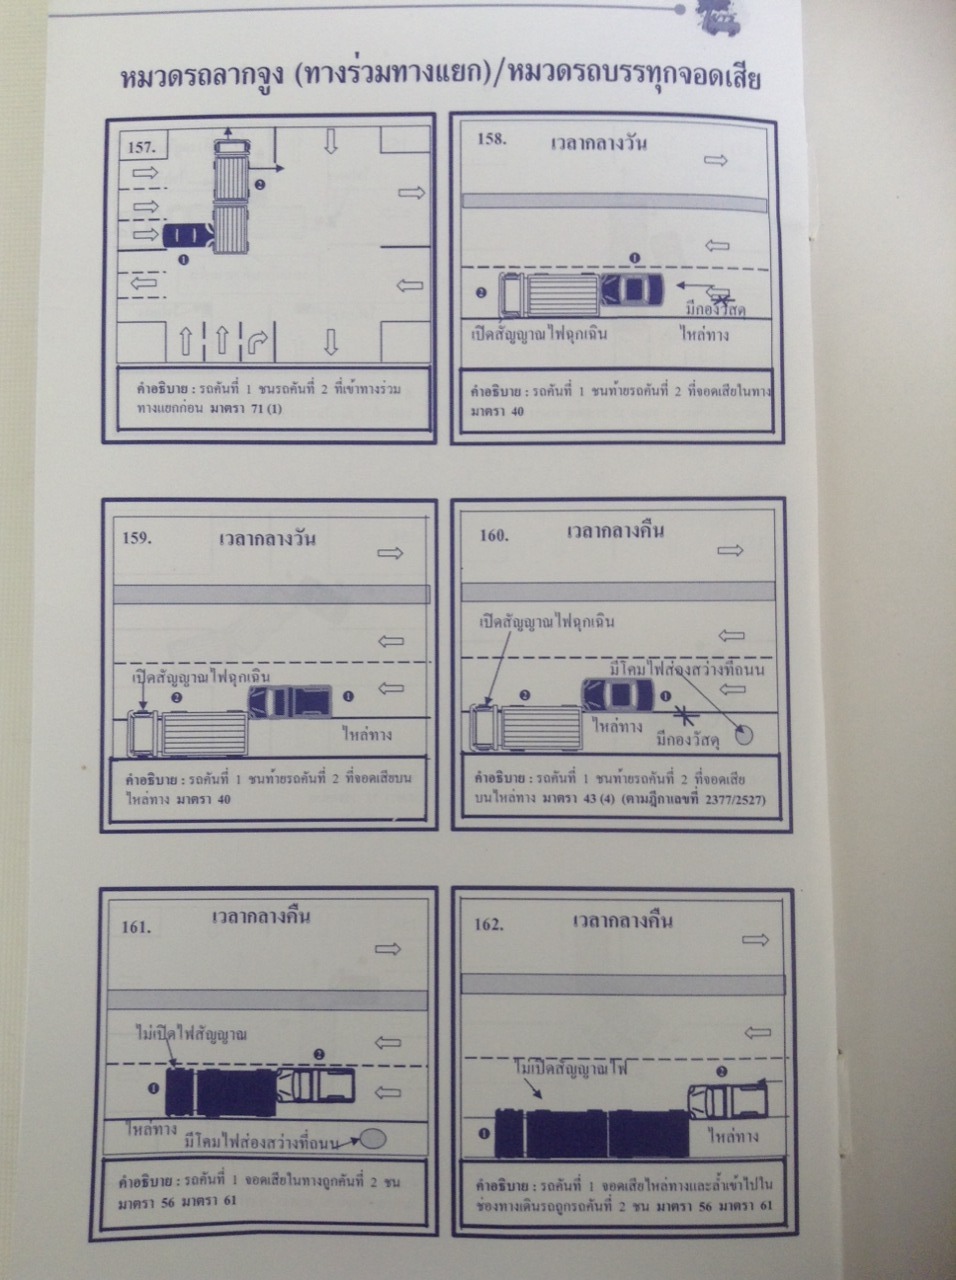 หมวดรถลากจูง (ทางร่วมทางแยก)/หมวดรถบรรทุกจอดเสีย
157.
❷
❶
คำอธิบาย : รถคันที่ 1 ชนรถคันที่ 2 ที่เข้าทางร่วม
ทางแยกก่อน มาตรา 71 (1)
158.
เวลากลางวัน
❶
❷
มีกองวัสดุ
เปิดสัญญาณไฟฉุกเฉิน
ไหล่ทาง
คำอธิบาย : รถคันที่ 1 ชนท้ายรถคันที่ 2 ที่จอดเสียในทาง
มาตรา 40
159.
เวลากลางวัน
เปิดสัญญาณไฟฉุกเฉิน
❷
❶
ไหล่ทาง
คำอธิบาย : รถคันที่ 1 ชนท้ายรถคันที่ 2 ที่จอดเสียบน
ไหล่ทาง มาตรา 40
160.
เวลากลางคืน
เปิดสัญญาณไฟฉุกเฉิน
มีโคมไฟส่องสว่างที่ถนน
❷
❶
ไหล่ทาง
มีกองวัสดุ
คำอธิบาย : รถคันที่ 1 ชนท้ายรถคันที่ 2 ที่จอดเสีย
บนไหล่ทาง มาตรา 43 (4) (ตามฎีกาเลขที่ 2377/2527)
161.
เวลากลางคืน
ไม่เปิดไฟสัญญาณ
❷
❶
ไหล่ทาง
มีโคมไฟส่องสว่างที่ถนน
คำอธิบาย : รถคันที่ 1 จอดเสียในทางถูกคันที่ 2 ชน
มาตรา 56 มาตรา 61
162.
เวลากลางคืน
ไม่เปิดสัญญาณไฟ
❷
❶
ไหล่ทาง
คำอธิบาย : รถคันที่ 1 จอดเสียไหล่ทางและล้ำเข้าไปใน
ช่องทางเดินรถถูกรถคันที่ 2 ชน มาตรา 56 มาตรา 61